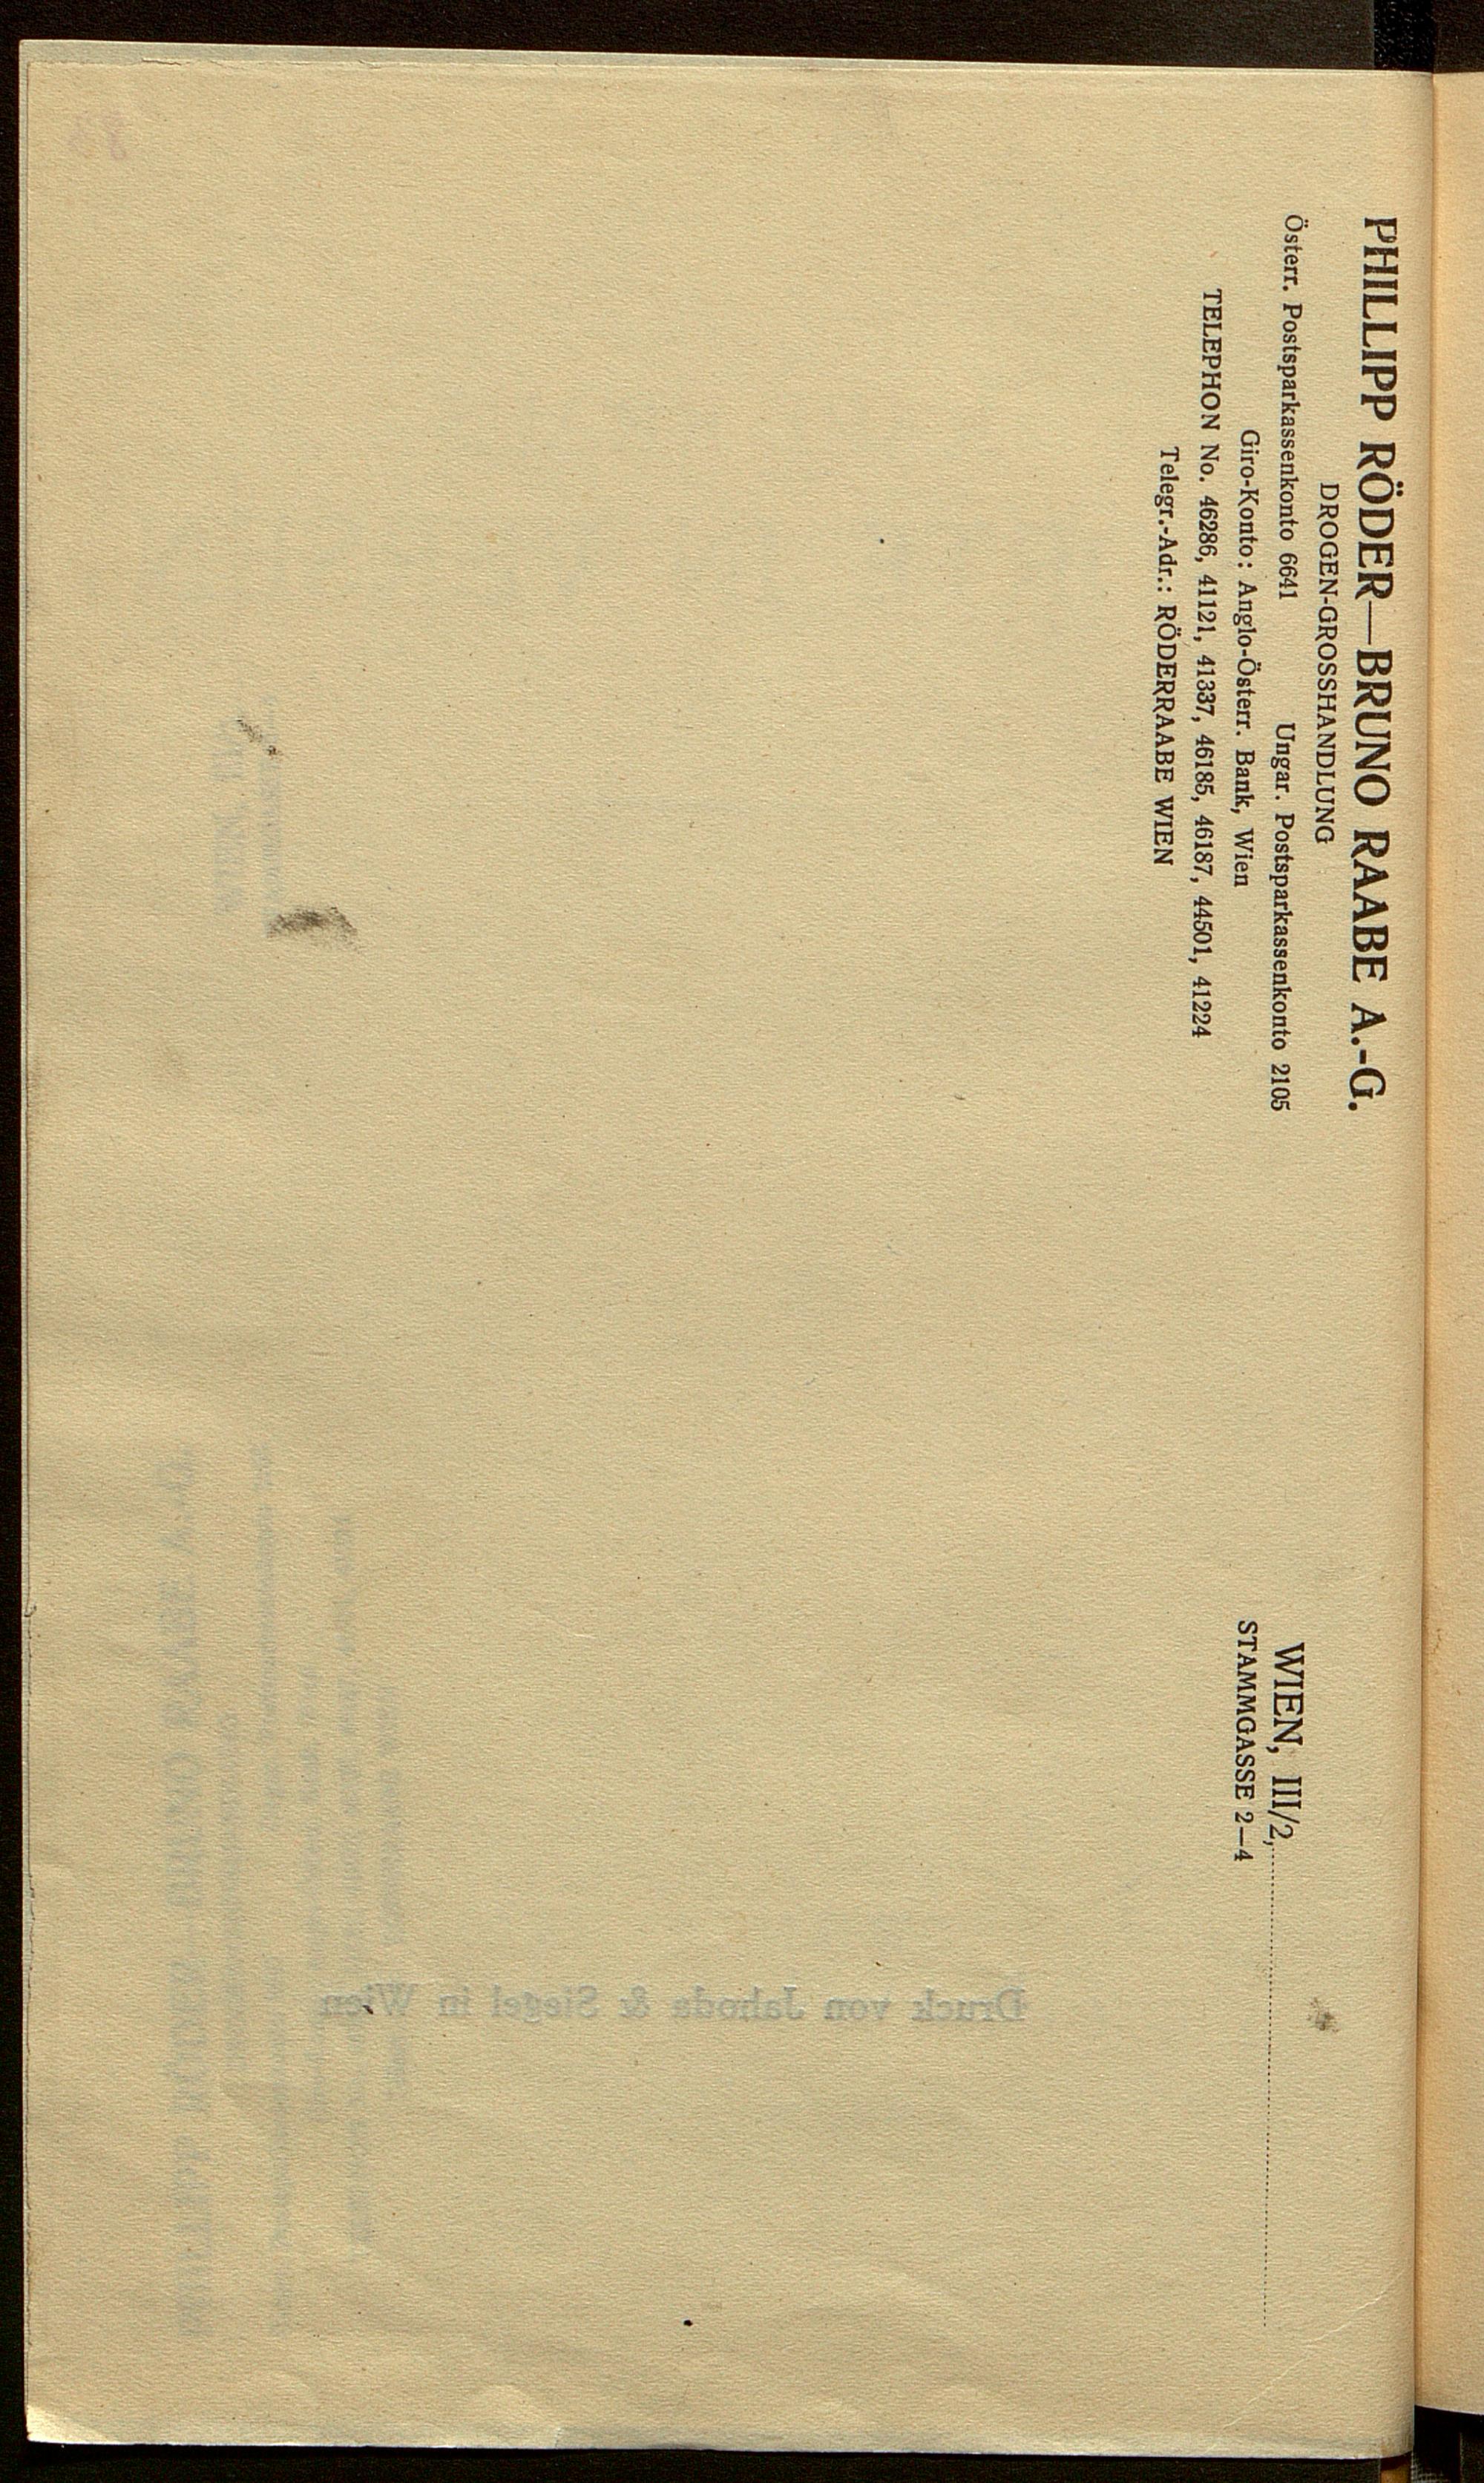 PHILLIPP RÖDER—BRUNO RAABE A.-G.
DROGEN-GROSSHANDLUNG
Österr. Postsparkassenkonto 6641 Ungar. Postsparkassenkonto 2105
Giro-Konto: Anglo-Österr. Bank, Wien
TELEPHON No. 46286, 41121, 41337, 46185, 46187, 44501, 41224
Telegr.-Adr.: RÖDERRAABE WIEN
WIEN, III/2,
STAMMGASSE 2—4
Druck von Jahoda & Siegel in Wien